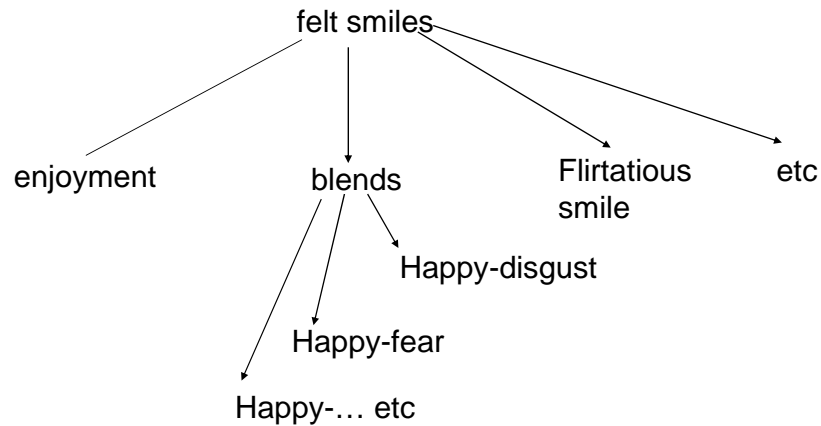 felt smiles
enjoyment
blends
Flirtatious
smile
etc
Happy-disgust
Happy-fear
Happy-… etc